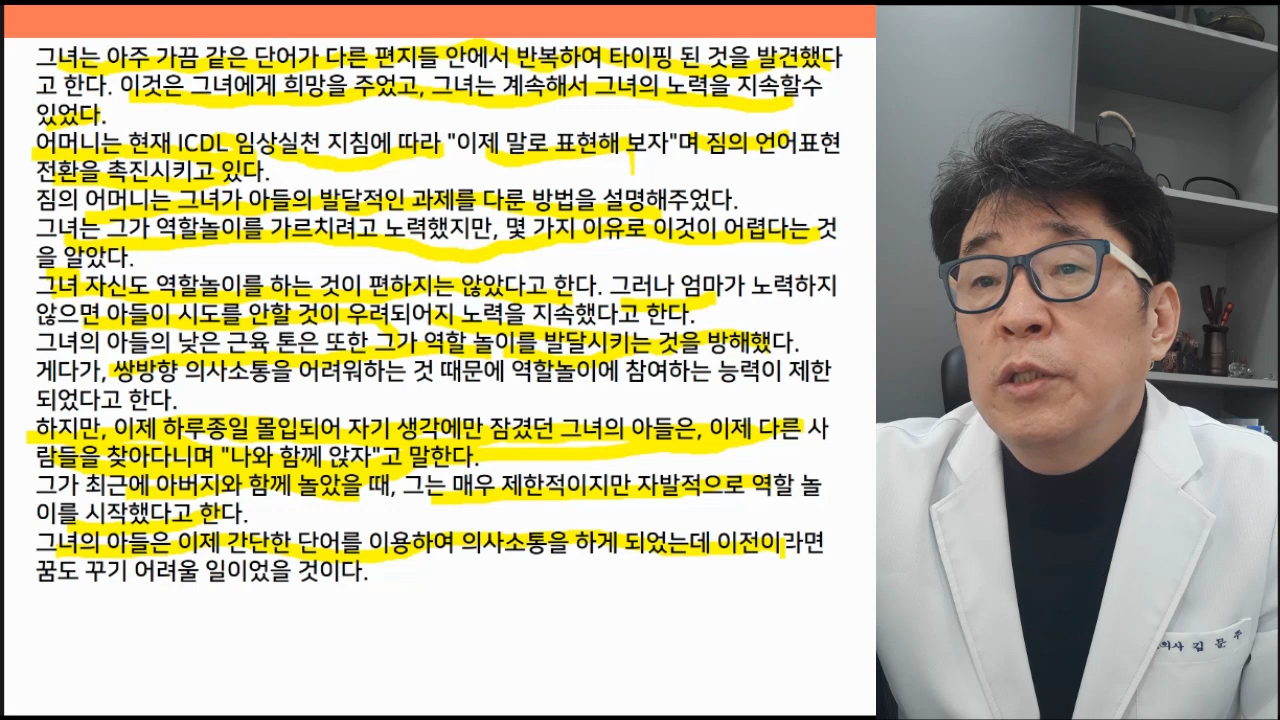 그녀는 아주 가끔 같은 단어가 다른 편지들 안에서 반복하여 타이핑 된 것을 발견했다
고 한다. 이것은 그녀에게 희망을 주었고, 그녀는 계속해서 그녀의 노력을 지속할수
있었다.
어머니는 현재 ICDL 임상실천 지침에 따라 "이제 말로 표현해 보자"며 짐의 언어표현
전환을 촉진시키고 있다.
짐의 어머니는 그녀가 아들의 발달적인 과제를 다룬 방법을 설명해주었다.
그녀는 그가 역할놀이를 가르치려고 노력했지만, 몇 가지 이유로 이것이 어렵다는 것
을 알았다.
그녀 자신도 역할놀이를 하는 것이 편하지는 않았다고 한다. 그러나 엄마가 노력하지
않으면 아들이 시도를 안할 것이 우려되어지 노력을 지속했다고 한다.
그녀의 아들의 낮은 근육 톤은 또한 그가 역할 놀이를 발달시키는 것을 방해했다.
게다가, 쌍방향 의사소통을 어려워하는 것 때문에 역할놀이에 참여하는 능력이 제한
되었다고 한다.
하지만, 이제 하루종일 몰입되어 자기 생각에만 잠겼던 그녀의 아들은, 이제 다른 사
람들을 찾아다니며 "나와 함께 앉자"고 말한다.
그가 최근에 아버지와 함께 놀았을 때, 그는 매우 제한적이지만 자발적으로 역할 놀
이를 시작했다고 한다.
그녀의 아들은 이제 간단한 단어를 이용하여 의사소통을 하게 되었는데 이전이라면
꿈도 꾸기 어려울 일이었을 것이다.
의사 김 문 주